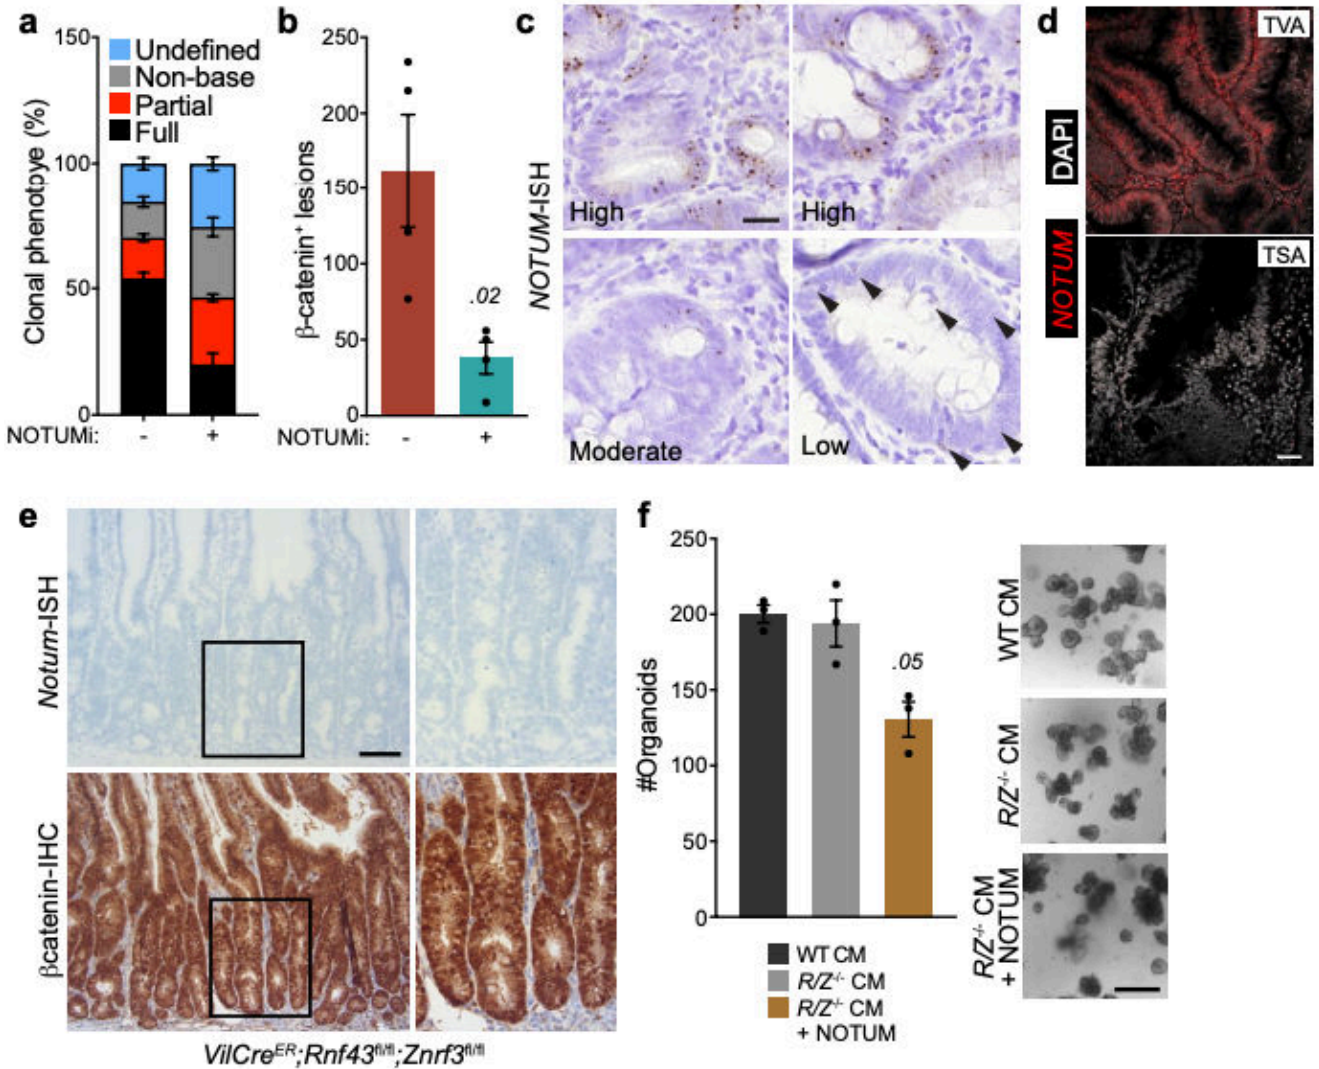 a
150
100
50
0
Clonal phenotpye (%)
Undefined
Non-base
Partial
Full
NOTUMi: - +
b
250
200
150
100
50
0
β-catenin⁺ lesions
.02
NOTUMi: - +
c
NOTUM-ISH
High
High
Moderate
Low
d
DAPI
NOTUM
TVA
TSA
e
Notum-ISH
βcatenin-IHC
VilCreᴱᴿ;Rnf43fl/fl;Znrf3fl/fl
f
250
200
150
100
50
0
#Organoids
.05
WT CM
R/Z-/- CM
R/Z-/- CM
+ NOTUM
WT CM
R/Z-/- CM
R/Z-/- CM
+ NOTUM